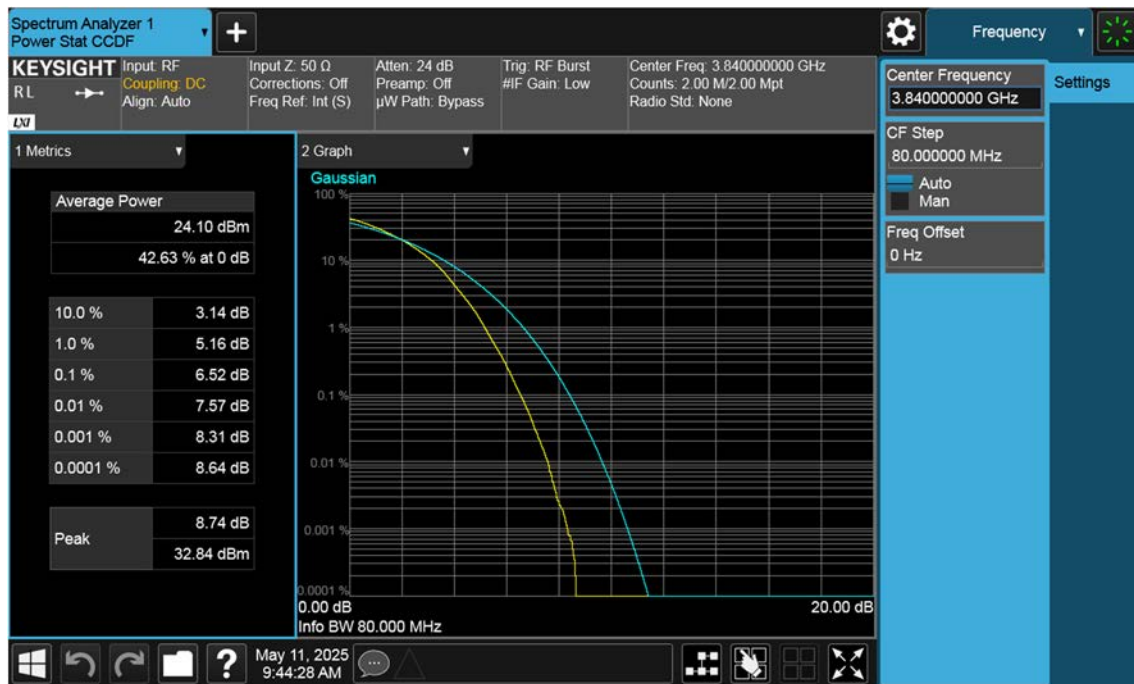 Spectrum Analyzer 1
Power Stat CCDF
+
Frequency
KEYSIGHT
RL
LXI
Input: RF
Coupling: DC
Align: Auto
Input Z: 50 Ω
Corrections: Off
Freq Ref: Int (S)
Atten: 24 dB
Preamp: Off
µW Path: Bypass
Trig: RF Burst
#IF Gain: Low
Center Freq: 3.840000000 GHz
Counts: 2.00 M/2.00 Mpt
Radio Std: None
Center Frequency
3.840000000 GHz
Settings
CF Step
80.000000 MHz
Auto
Man
Freq Offset
0 Hz
1 Metrics
Average Power
24.10 dBm
42.63 % at 0 dB
10.0 % 3.14 dB
1.0 % 5.16 dB
0.1 % 6.52 dB
0.01 % 7.57 dB
0.001 % 8.31 dB
0.0001 % 8.64 dB
Peak
8.74 dB
32.84 dBm
2 Graph
Gaussian
100 %
10 %
1 %
0.1 %
0.01 %
0.001 %
0.0001 %
0.00 dB 20.00 dB
Info BW 80.000 MHz
?
May 11, 2025
9:44:28 AM